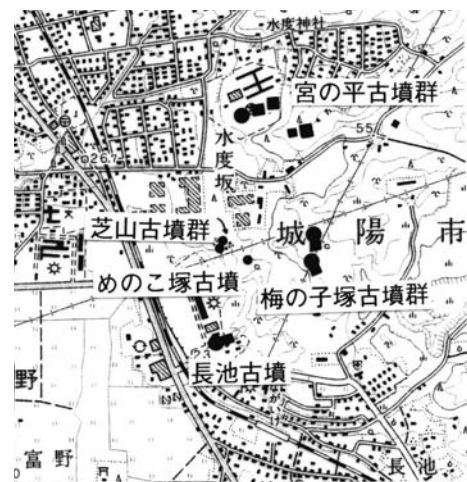 水度神社
宮の平古墳群
55
26.7
水度坂
芝山古墳群
城陽市
めのこ塚古墳
梅の子塚古墳群
長池古墳
野
富野
長池